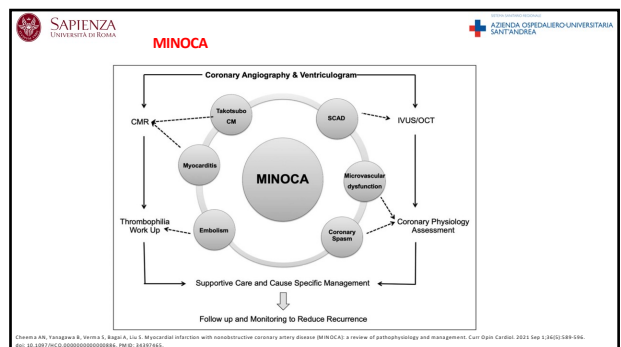 SAPIENZA
UNIVERSITÀ DI ROMA
SISTEMA SANITARIO REGIONALE
AZIENDA OSPEDALIERO-UNIVERSITARIA
SANT'ANDREA
MINOCA
Coronary Angiography & Ventriculogram
Takotsubo
CM
SCAD
CMR
IVUS/OCT
Myocarditis
MINOCA
Microvascular
dysfunction
Thrombophilia
Work Up
Embolism
Coronary
Spasm
Coronary Physiology
Assessment
Supportive Care and Cause Specific Management
Follow up and Monitoring to Reduce Recurrence
Cheema AN, Yanagawa B, Verma S, Bagai A, Liu S. Myocardial infarction with nonobstructive coronary artery disease (MINOCA): a review of pathophysiology and management. Curr Opin Cardiol. 2021 Sep 1;36(5):589-596.
doi: 10.1097/HCO.0000000000000886. PMID: 34397465.